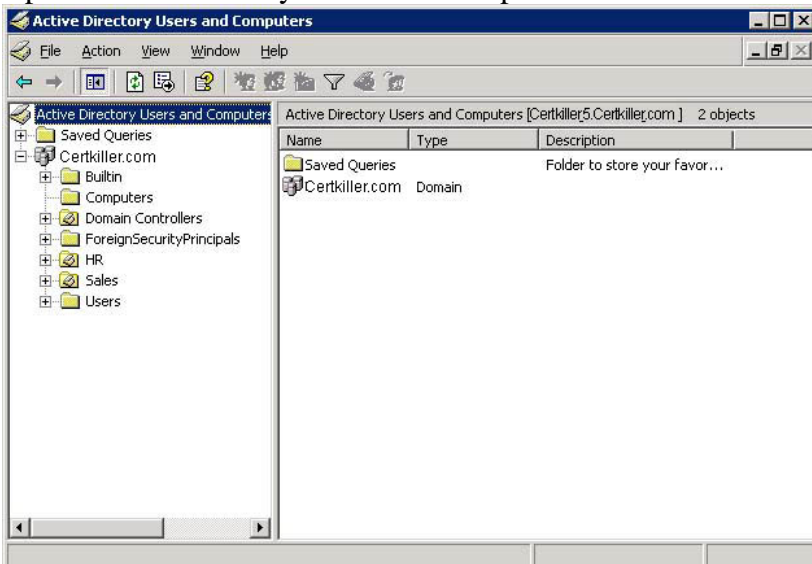 Active Directory Users and Computers
File Action View Window Help
Active Directory Users and Computers
Saved Queries
Certkiller.com
Builtin
Computers
Domain Controllers
ForeignSecurityPrincipals
HR
Sales
Users
Active Directory Users and Computers [Certkiller5.Certkiller.com ] 2 objects
Name Type Description
Saved Queries Folder to store your favor...
Certkiller.com Domain